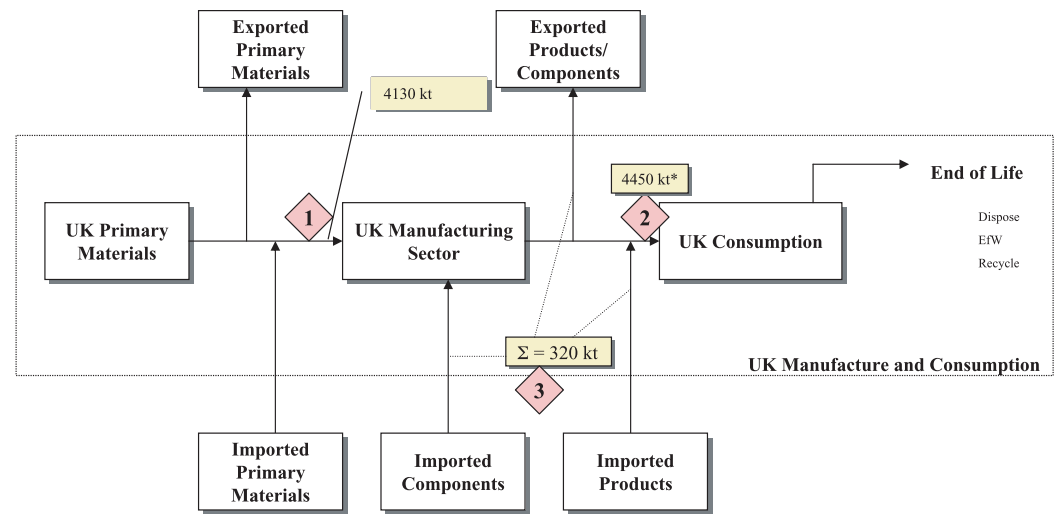 Exported
Primary
Materials
Exported
Products/
Components
4130 kt
4450 kt*
End of Life
1
2
UK Primary
Materials
UK Manufacturing
Sector
UK Consumption
Dispose
EfW
Recycle
Σ = 320 kt
UK Manufacture and Consumption
3
Imported
Primary
Materials
Imported
Components
Imported
Products